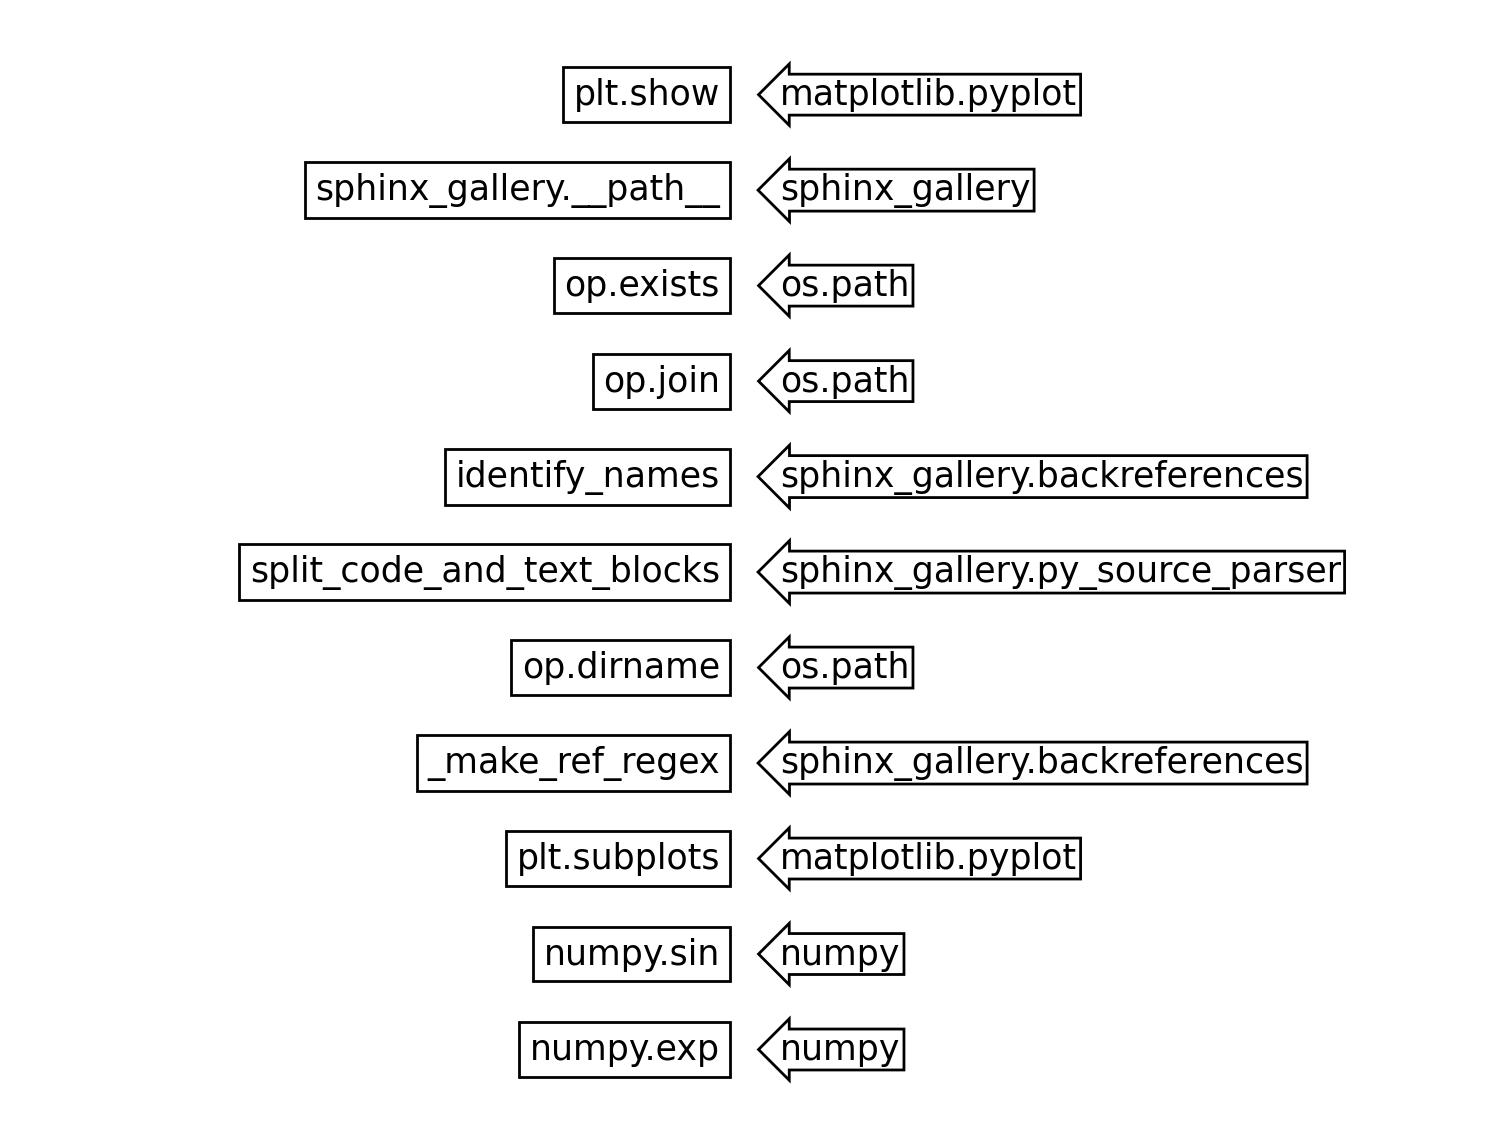 plt.show matplotlib.pyplot
sphinx_gallery.__path__ sphinx_gallery
op.exists os.path
op.join os.path
identify_names sphinx_gallery.backreferences
split_code_and_text_blocks sphinx_gallery.py_source_parser
op.dirname os.path
_make_ref_regex sphinx_gallery.backreferences
plt.subplots matplotlib.pyplot
numpy.sin numpy
numpy.exp numpy